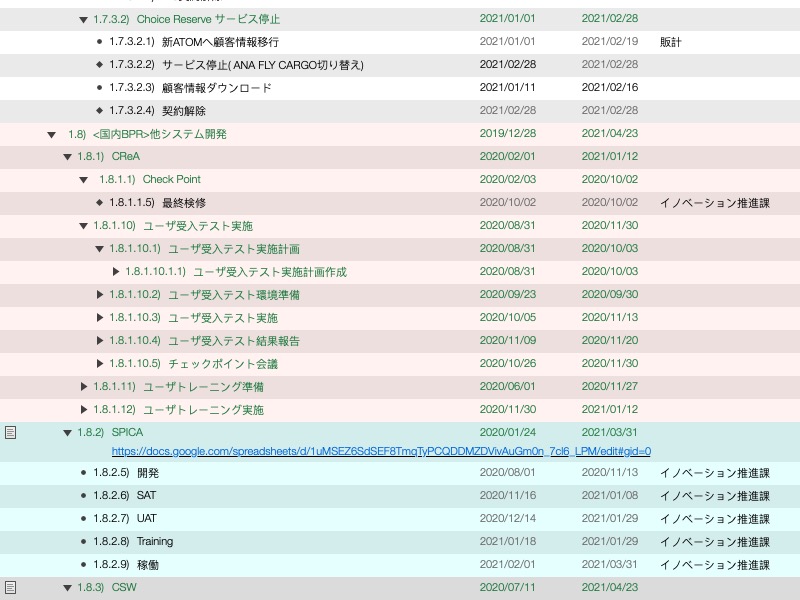 1.7.3.2) Choice Reserve サービス停止 2021/01/01 2021/02/28
1.7.3.2.1) 新ATOMへ顧客情報移行 2021/01/01 2021/02/19 販計
1.7.3.2.2) サービス停止( ANA FLY CARGO切り替え) 2021/02/28 2021/02/28
1.7.3.2.3) 顧客情報ダウンロード 2021/01/11 2021/02/16
1.7.3.2.4) 契約解除 2021/02/28 2021/02/28
1.8) <国内BPR>他システム開発 2019/12/28 2021/04/23
1.8.1) CReA 2020/02/01 2021/01/12
1.8.1.1) Check Point 2020/02/03 2020/10/02
1.8.1.1.5) 最終検修 2020/10/02 2020/10/02 イノベーション推進課
1.8.1.10) ユーザ受入テスト実施 2020/08/31 2020/11/30
1.8.1.10.1) ユーザ受入テスト実施計画 2020/08/31 2020/10/03
1.8.1.10.1.1) ユーザ受入テスト実施計画作成 2020/08/31 2020/10/03
1.8.1.10.2) ユーザ受入テスト環境準備 2020/09/23 2020/09/30
1.8.1.10.3) ユーザ受入テスト実施 2020/10/05 2020/11/13
1.8.1.10.4) ユーザ受入テスト結果報告 2020/11/09 2020/11/20
1.8.1.10.5) チェックポイント会議 2020/10/26 2020/11/30
1.8.1.11) ユーザトレーニング準備 2020/06/01 2020/11/27
1.8.1.12) ユーザトレーニング実施 2020/11/30 2021/01/12
1.8.2) SPICA 2020/01/24 2021/03/31
https://docs.google.com/spreadsheets/d/1uMSEZ6SdSEF8TmqTyPCQDDMZDVivAuGm0n_7cl6_LPM/edit#gid=0
1.8.2.5) 開発 2020/08/01 2020/11/13 イノベーション推進課
1.8.2.6) SAT 2020/11/16 2021/01/08 イノベーション推進課
1.8.2.7) UAT 2020/12/14 2021/01/29 イノベーション推進課
1.8.2.8) Training 2021/01/18 2021/01/29 イノベーション推進課
1.8.2.9) 稼働 2021/02/01 2021/03/31 イノベーション推進課
1.8.3) CSW 2020/07/11 2021/04/23